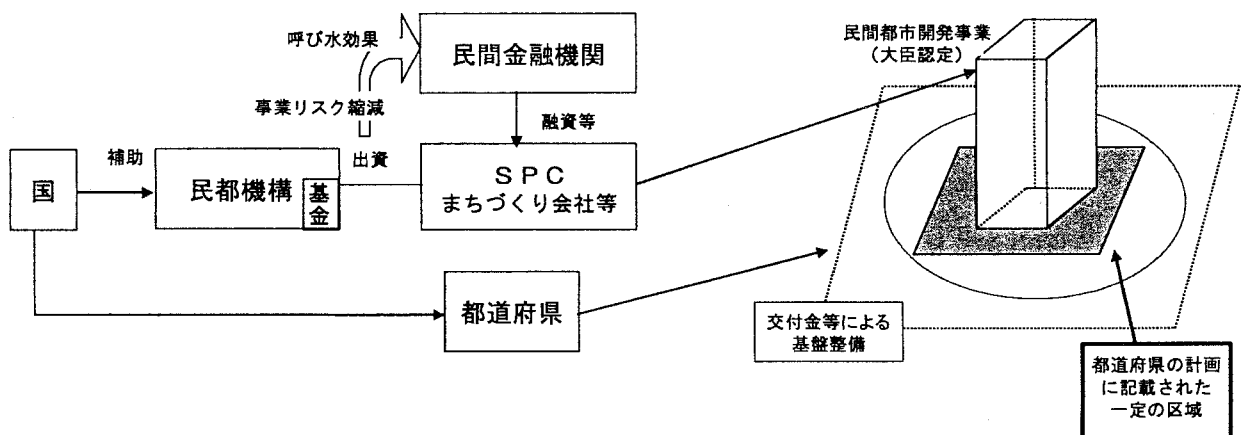 呼び水効果
民間金融機関
民間都市開発事業
（大臣認定）
事業リスク縮減
融資等
補助
出資
国
民都機構
基金
ＳＰＣ
まちづくり会社等
都道府県
交付金等による
基盤整備
都道府県の計画
に記載された
一定の区域